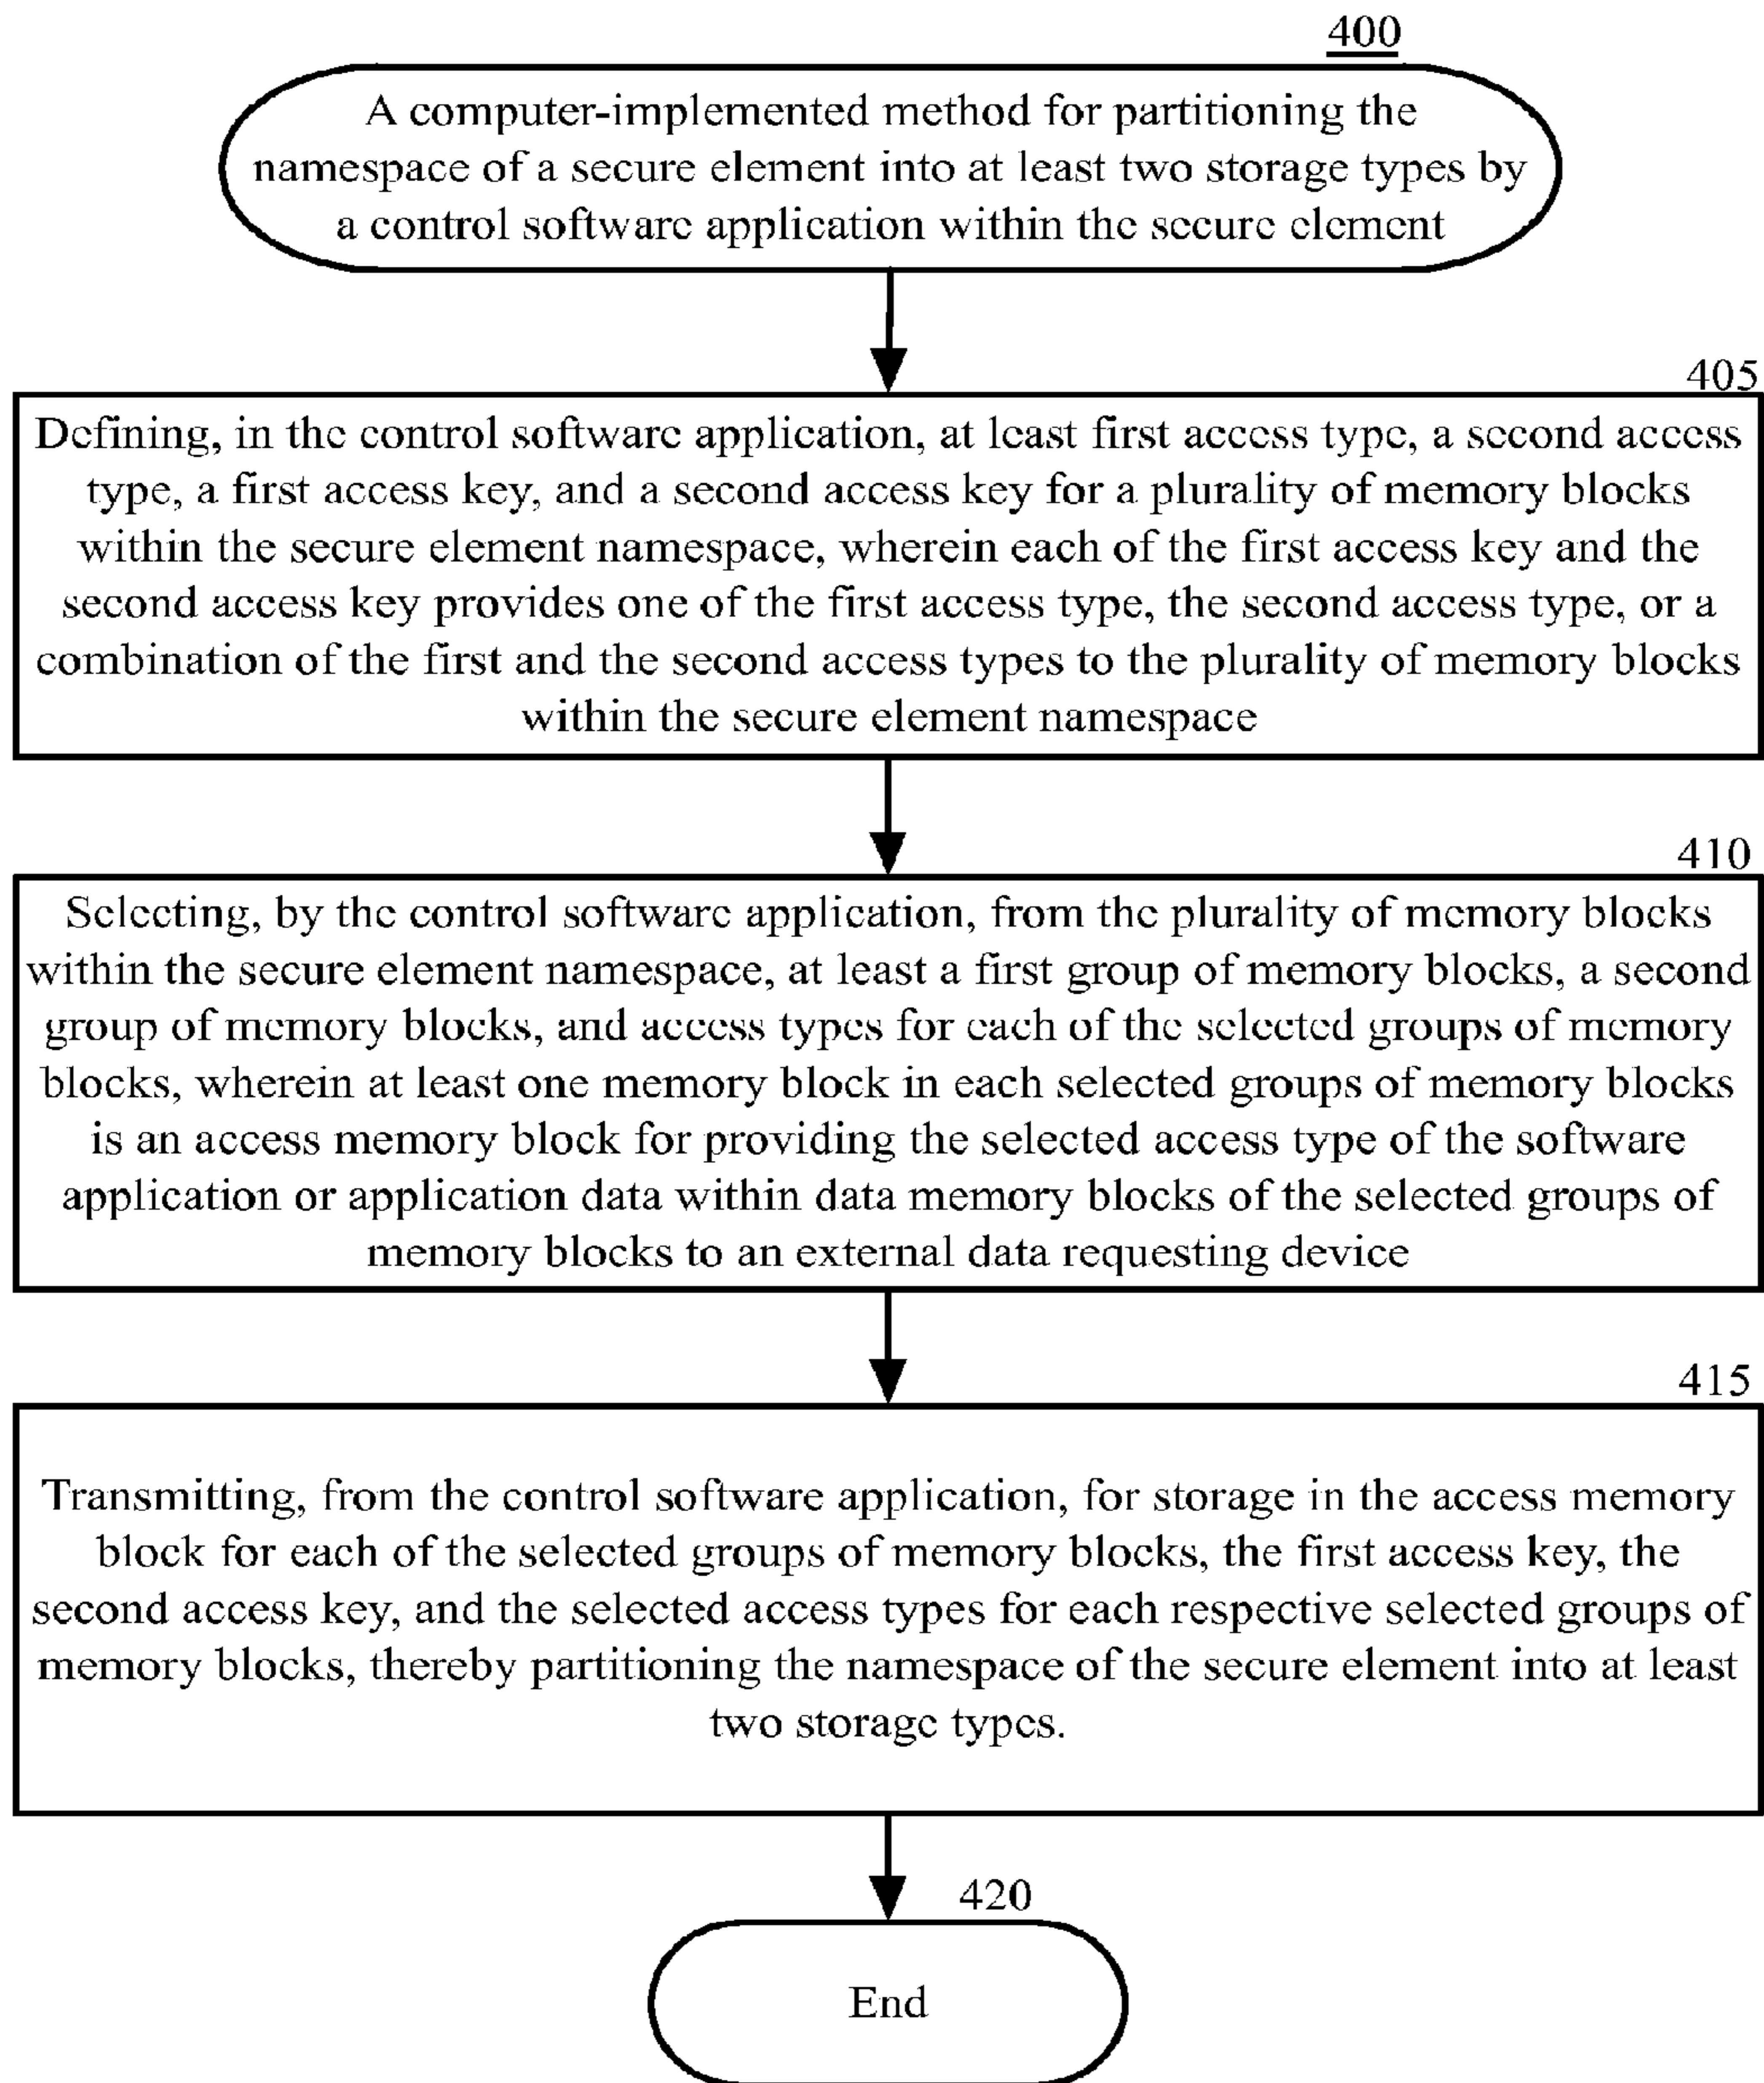 400
A computer-implemented method for partitioning the
namespace of a secure element into at least two storage types by
a control software application within the secure element
405
Defining, in the control software application, at least first access type, a second access
type, a first access key, and a second access key for a plurality of memory blocks
within the secure element namespace, wherein each of the first access key and the
second access key provides one of the first access type, the second access type, or a
combination of the first and the second access types to the plurality of memory blocks
within the secure element namespace
410
Selecting, by the control software application, from the plurality of memory blocks
within the secure element namespace, at least a first group of memory blocks, a second
group of memory blocks, and access types for each of the selected groups of memory
blocks, wherein at least one memory block in each selected groups of memory blocks
is an access memory block for providing the selected access type of the software
application or application data within data memory blocks of the selected groups of
memory blocks to an external data requesting device
415
Transmitting, from the control software application, for storage in the access memory
block for each of the selected groups of memory blocks, the first access key, the
second access key, and the selected access types for each respective selected groups of
memory blocks, thereby partitioning the namespace of the secure element into at least
two storage types.
420
End